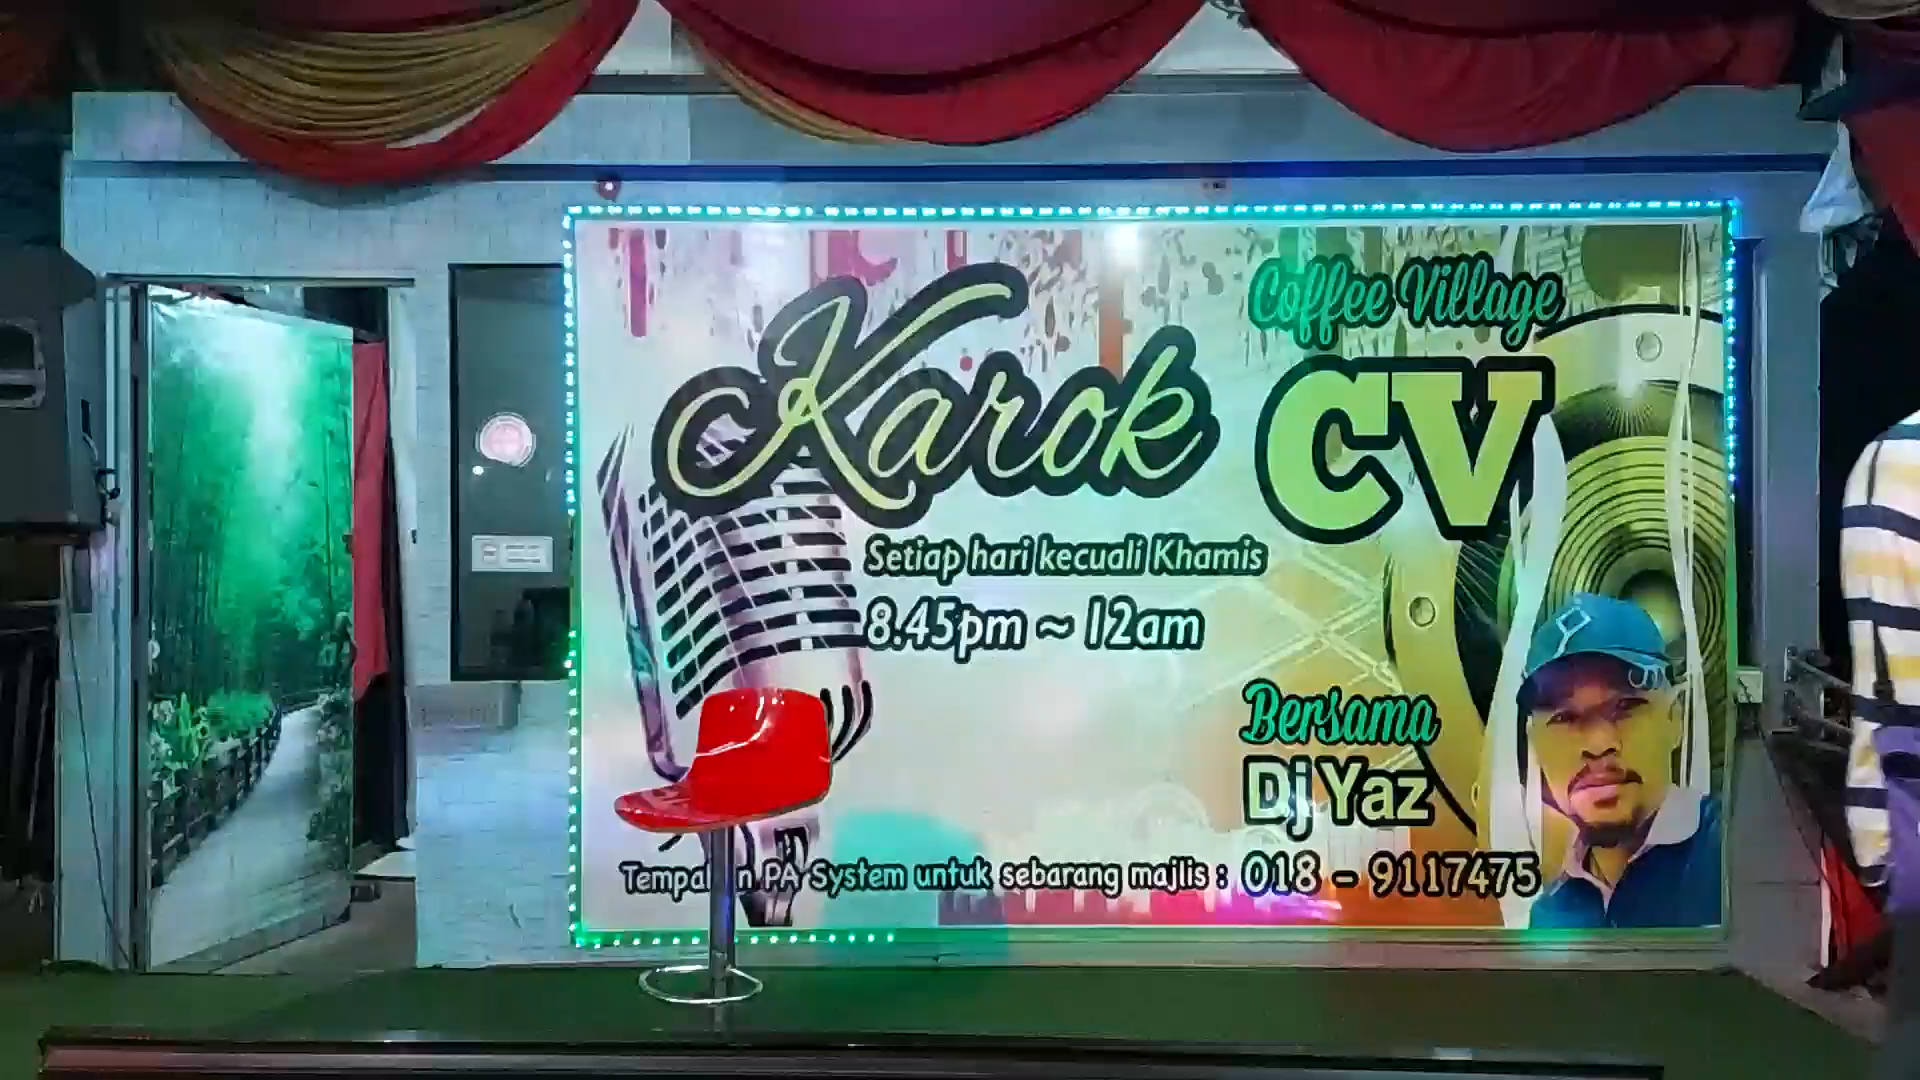 Coffee Village
Karok CV
Setiap hari kecuali Khamis
8.45pm ~ 12am
Bersama
Dj Yaz
PA System untuk sebarang majlis : 018 - 9117475